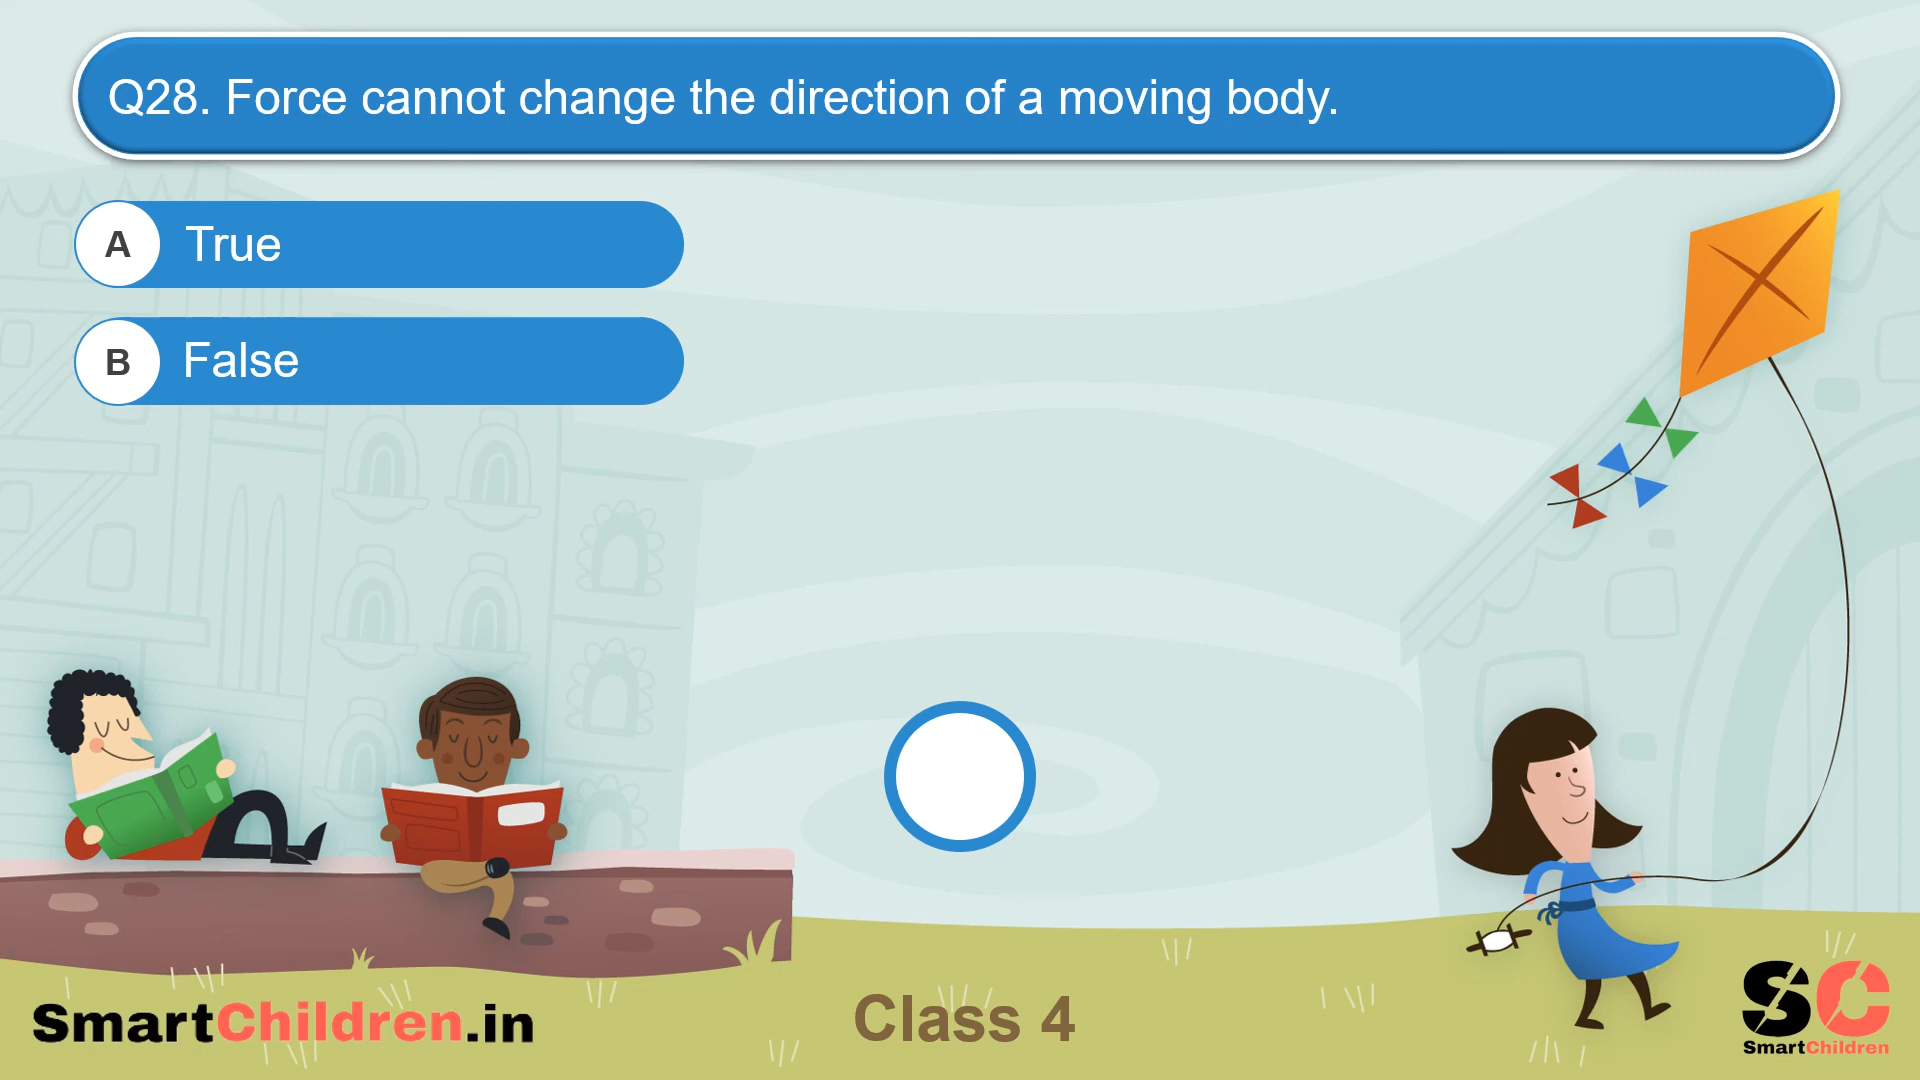 Q28. Force cannot change the direction of a moving body.
A True
B False
SmartChildren.in
Class 4
SC
SmartChildren